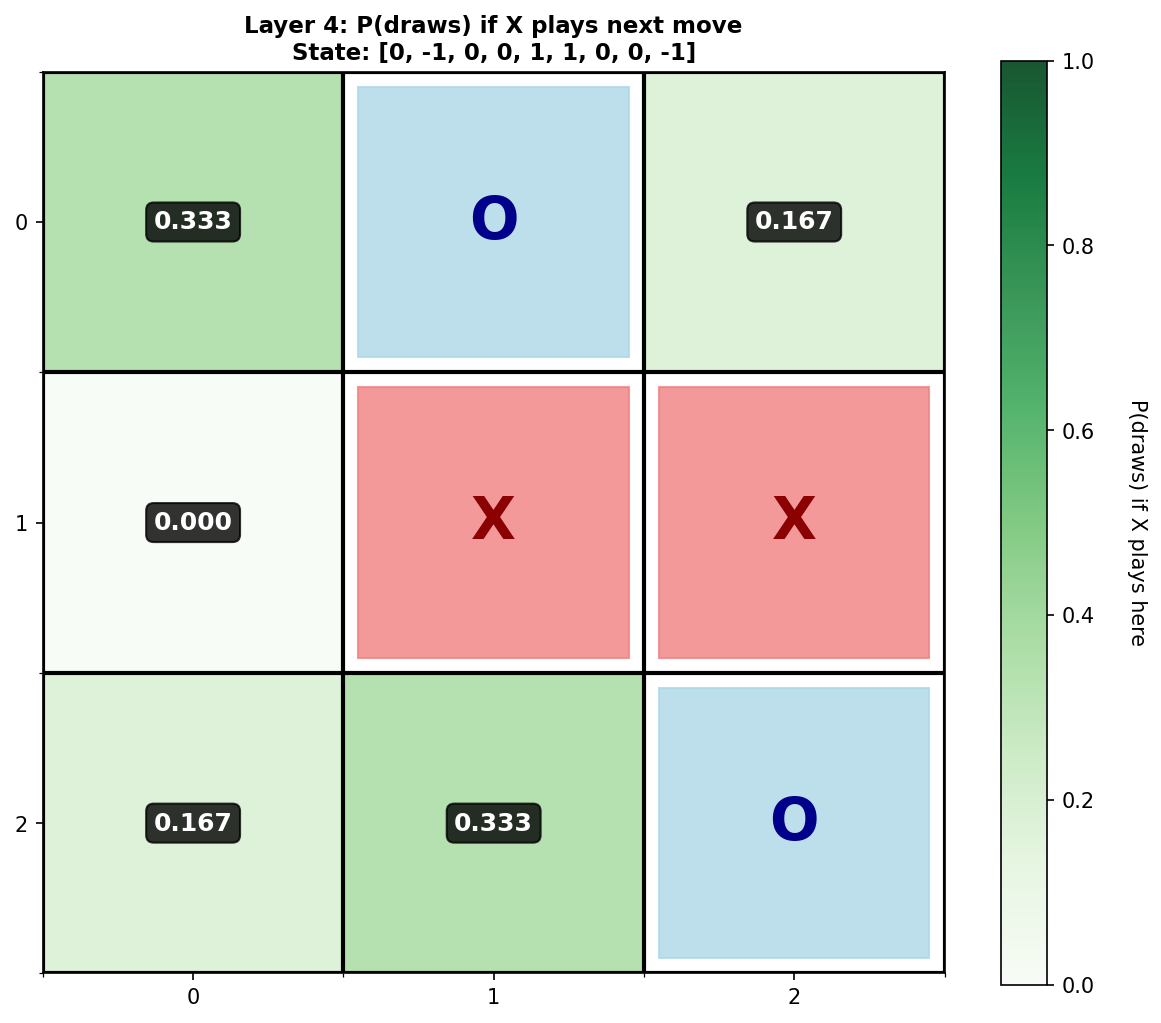 Layer 4: P(draws) if X plays next move
State: [0, -1, 0, 0, 1, 1, 0, 0, -1]
0.333
O
0.167
0.000
X
X
0.167
0.333
O
0
1
2
0
1
2
1.0
0.8
0.6
0.4
0.2
0.0
P(draws) if X plays here